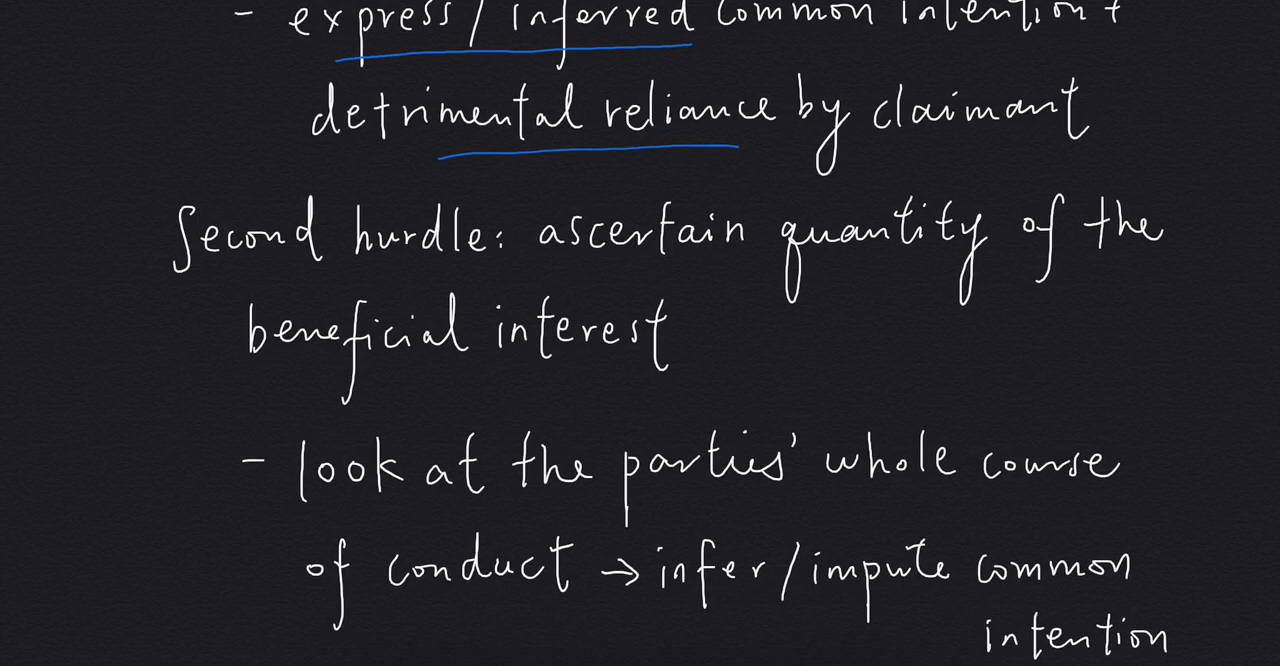 - express/inferred common intention +
detrimental reliance by claimant
Second hurdle: ascertain quantity of the
beneficial interest
- look at the parties' whole course
of conduct → infer/impute common
intention